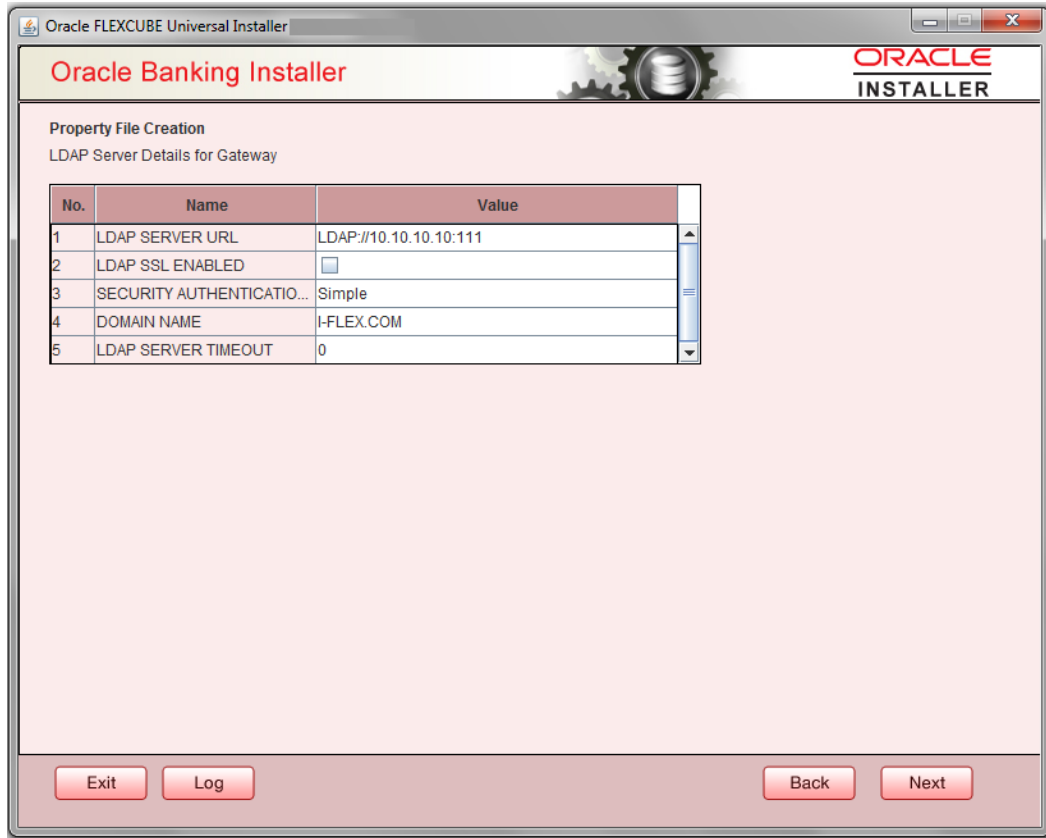 Oracle FLEXCUBE Universal Installer
Oracle Banking Installer
ORACLE
INSTALLER
Property File Creation
LDAP Server Details for Gateway
No. Name Value
1 LDAP SERVER URL LDAP://10.10.10.10:111
2 LDAP SSL ENABLED
3 SECURITY AUTHENTICATIO... Simple
4 DOMAIN NAME I-FLEX.COM
5 LDAP SERVER TIMEOUT 0
Exit Log Back Next